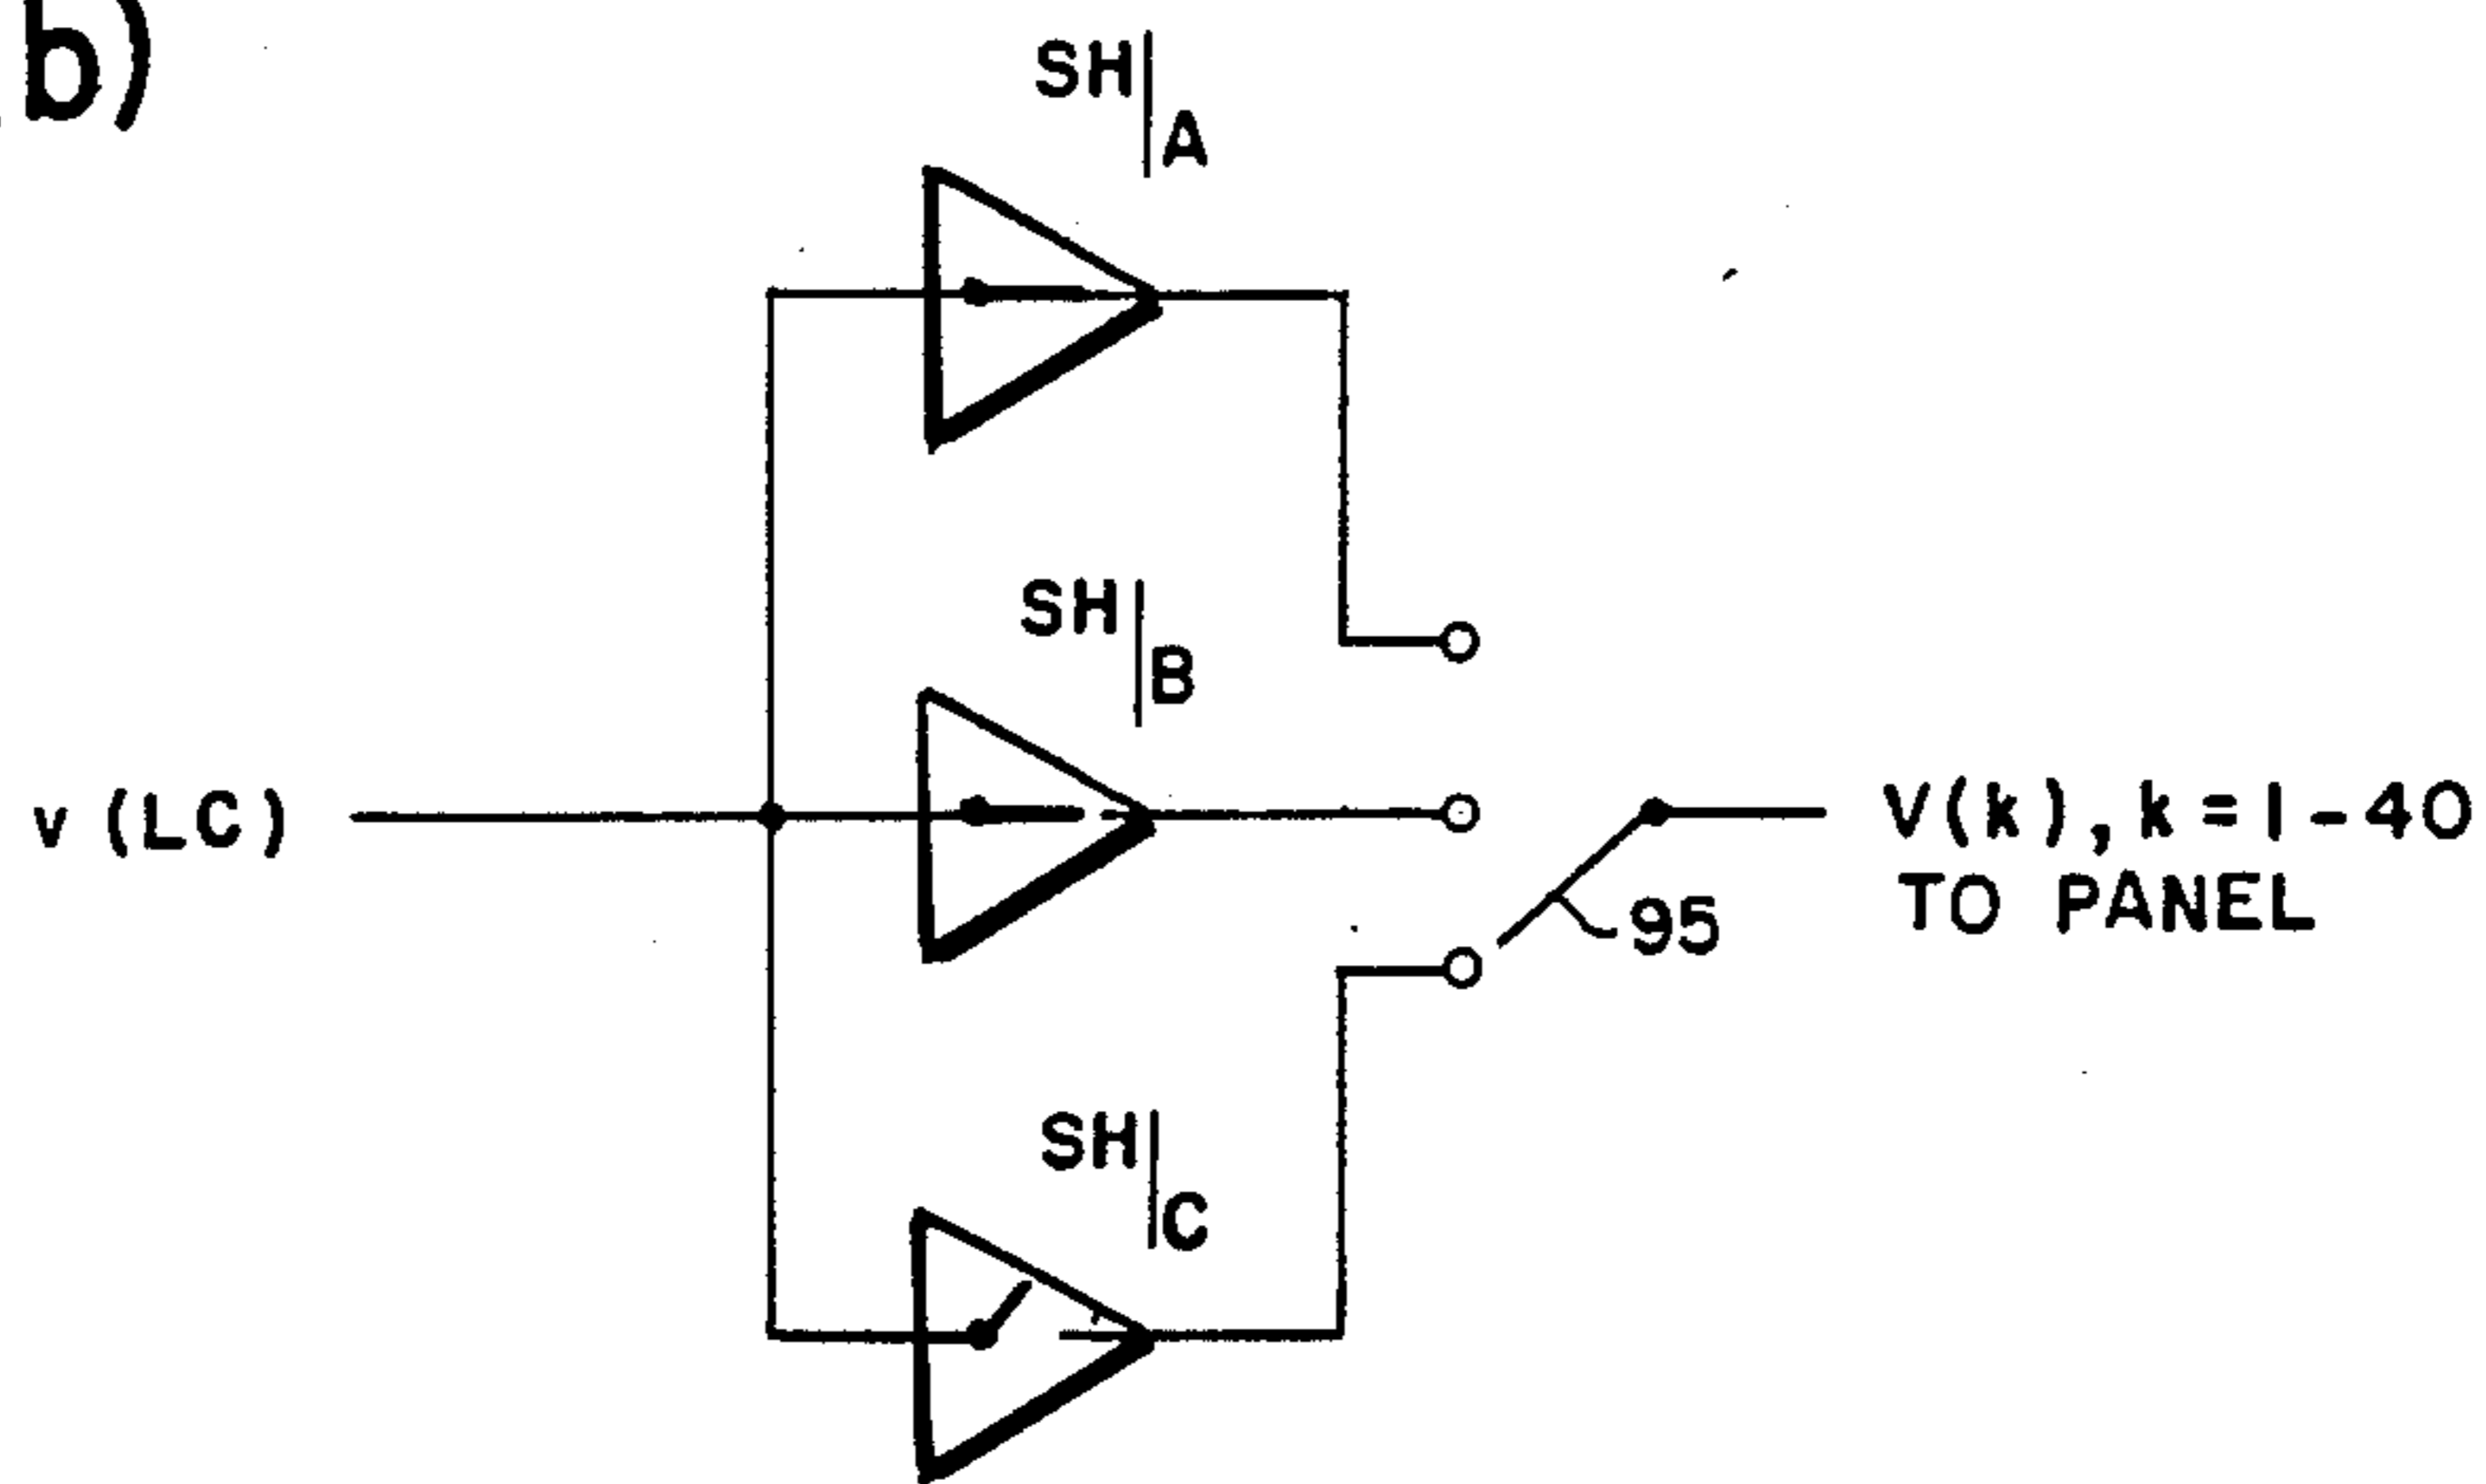 b)
SH|A
SH|B
v (LC)
V(k), k = 1 - 40
TO PANEL
95
SH|C